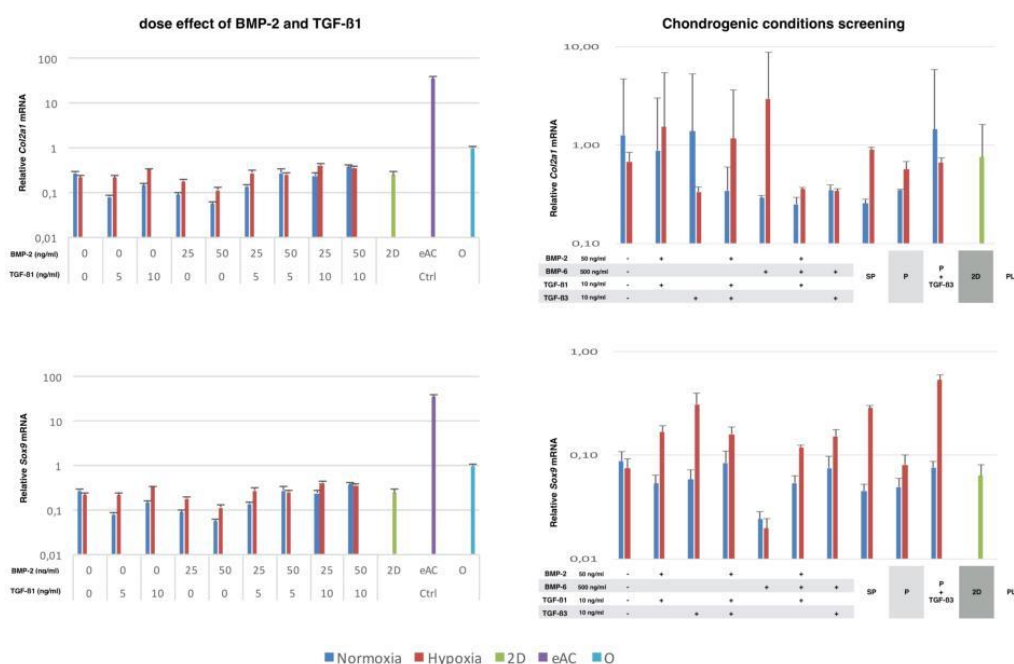 dose effect of BMP-2 and TGF-ß1
Relative Col2a1 mRNA
100
10
1
0,1
0,01
BMP-2 (ng/ml) 0 0 0 25 50 25 50 25 50 2D eAC O
TGF-ß1 (ng/ml) 0 5 10 0 0 5 5 10 10 Ctrl
Chondrogenic conditions screening
Relative Col2a1 mRNA
10,00
1,00
0,10
BMP-2 50 ng/ml - + + +
BMP-6 500 ng/ml - + + +
TGF-ß1 10 ng/ml - + + +
TGF-ß3 10 ng/ml - + + +
SP P P + TGF-ß3 2D PL
Relative Sox9 mRNA
100
10
1
0,1
0,01
BMP-2 (ng/ml) 0 0 0 25 50 25 50 25 50 2D eAC O
TGF-ß1 (ng/ml) 0 5 10 0 0 5 5 10 10 Ctrl
Relative Sox9 mRNA
1,00
0,10
0,01
BMP-2 50 ng/ml - + + +
BMP-6 500 ng/ml - + + +
TGF-ß1 10 ng/ml - + + +
TGF-ß3 10 ng/ml - + + +
SP P P + TGF-ß3 2D PL
Normoxia Hypoxia 2D eAC O